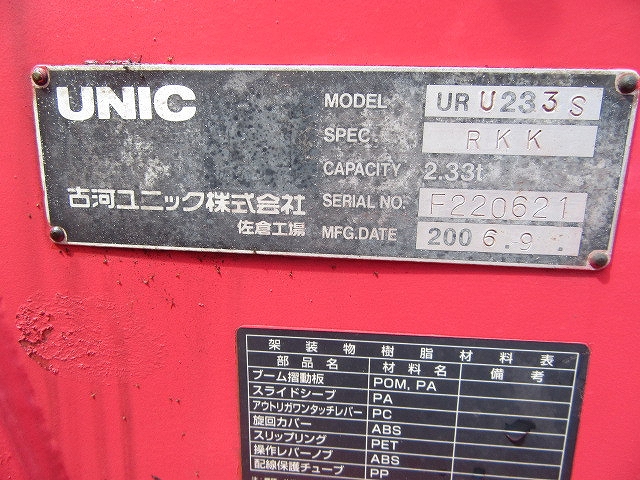 UNIC
MODEL URU233S
SPEC. RKK
CAPACITY 2.33t
古河ユニック株式会社
SERIAL NO. F220621
佐倉工場
MFG.DATE 2006.9
架装物樹脂材料表
部品名 材料名 備考
ブーム摺動板 POM, PA
スライドシーブ PA
アウトリガワンタッチレバー PC
旋回カバー ABS
スリップリング PET
操作レバーノブ ABS
配線保護チューブ PP